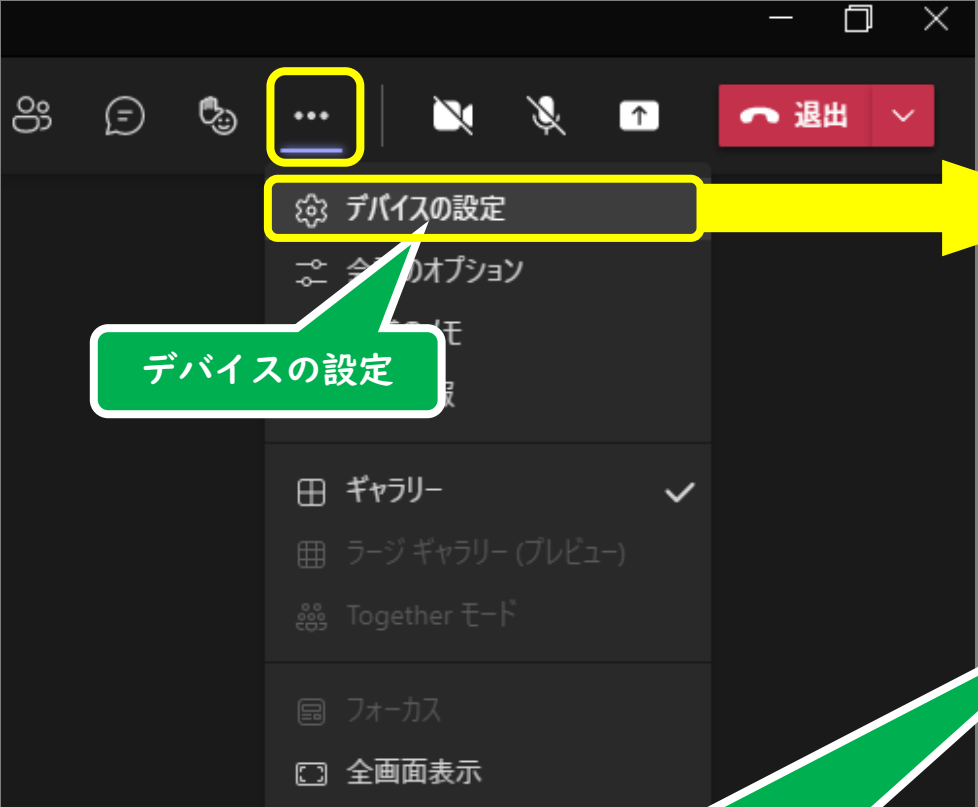 退出
デバイスの設定
のオプション
デバイスの設定
ギャラリー
ラージ ギャラリー (プレビュー)
Together モード
フォーカス
全画面表示